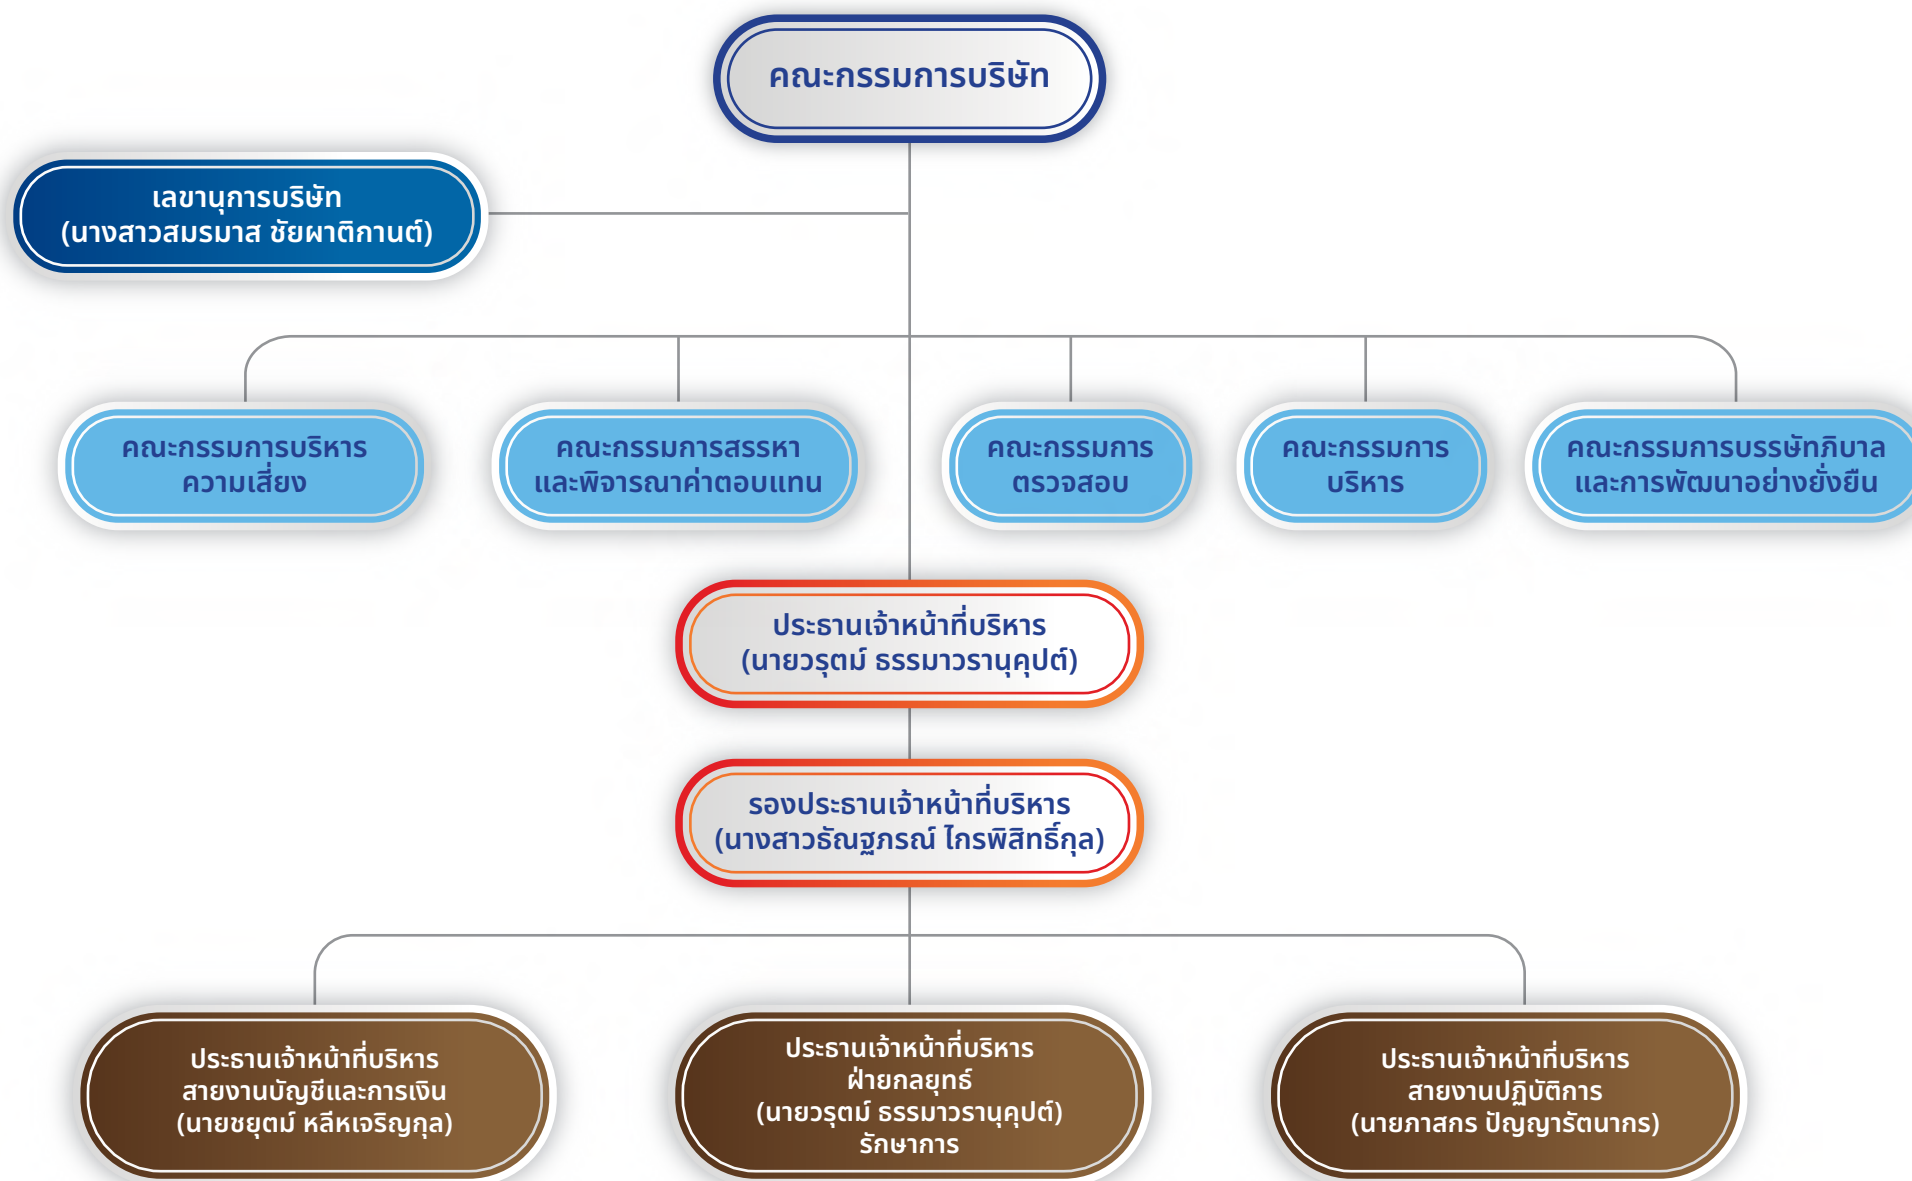 คณะกรรมการบริษัท
เลขานุการบริษัท
(นางสาวสมรมาส ชัยผาติกานต์)
คณะกรรมการบริหาร
ความเสี่ยง
คณะกรรมการสรรหา
และพิจารณาค่าตอบแทน
คณะกรรมการ
ตรวจสอบ
คณะกรรมการ
บริหาร
คณะกรรมการบรรษัทภิบาล
และการพัฒนาอย่างยั่งยืน
ประธานเจ้าหน้าที่บริหาร
(นายวรุตม์ ธรรมาวรานุคุปต์)
รองประธานเจ้าหน้าที่บริหาร
(นางสาวธัณฐภรณ์ ไกรพิสิทธิ์กุล)
ประธานเจ้าหน้าที่บริหาร
สายงานบัญชีและการเงิน
(นายชยุตม์ หลีหเจริญกุล)
ประธานเจ้าหน้าที่บริหาร
ฝ่ายกลยุทธ์
(นายวรุตม์ ธรรมาวรานุคุปต์)
รักษาการ
ประธานเจ้าหน้าที่บริหาร
สายงานปฏิบัติการ
(นายภาสกร ปัญญารัตนากร)